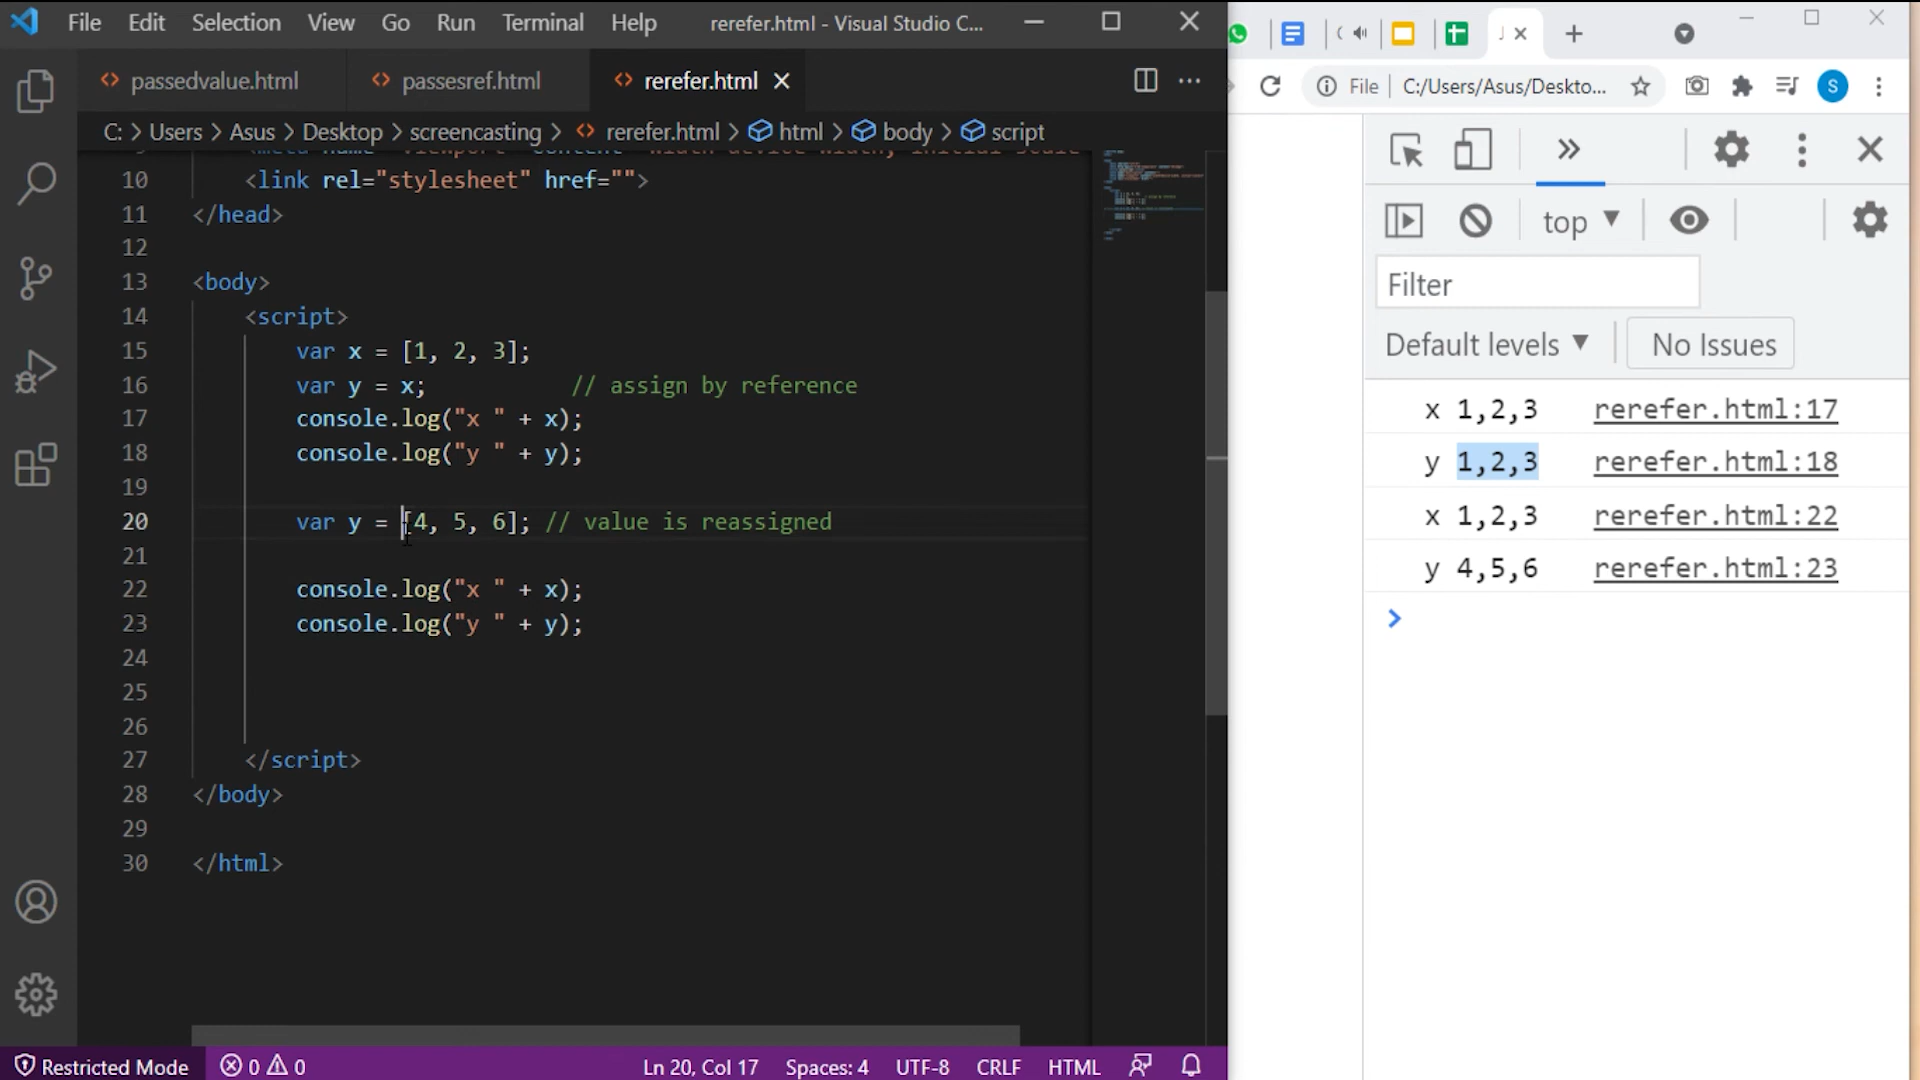 File Edit Selection View Go Run Terminal Help rerefer.html - Visual Studio C...
passedvalue.html passesref.html rerefer.html
C: > Users > Asus > Desktop > screencasting > rerefer.html > html > body > script
10 <link rel="stylesheet" href="">
11 </head>
12
13 <body>
14 <script>
15 var x = [1, 2, 3];
16 var y = x; // assign by reference
17 console.log("x " + x);
18 console.log("y " + y);
19
20 var y = [4, 5, 6]; // value is reassigned
21
22 console.log("x " + x);
23 console.log("y " + y);
24
25
26
27 </script>
28 </body>
29
30 </html>
Restricted Mode 0 0 Ln 20, Col 17 Spaces: 4 UTF-8 CRLF HTML
File C:/Users/Asus/Deskto... S
top
Filter
Default levels No Issues
x 1,2,3 rerefer.html:17
y 1,2,3 rerefer.html:18
x 1,2,3 rerefer.html:22
y 4,5,6 rerefer.html:23